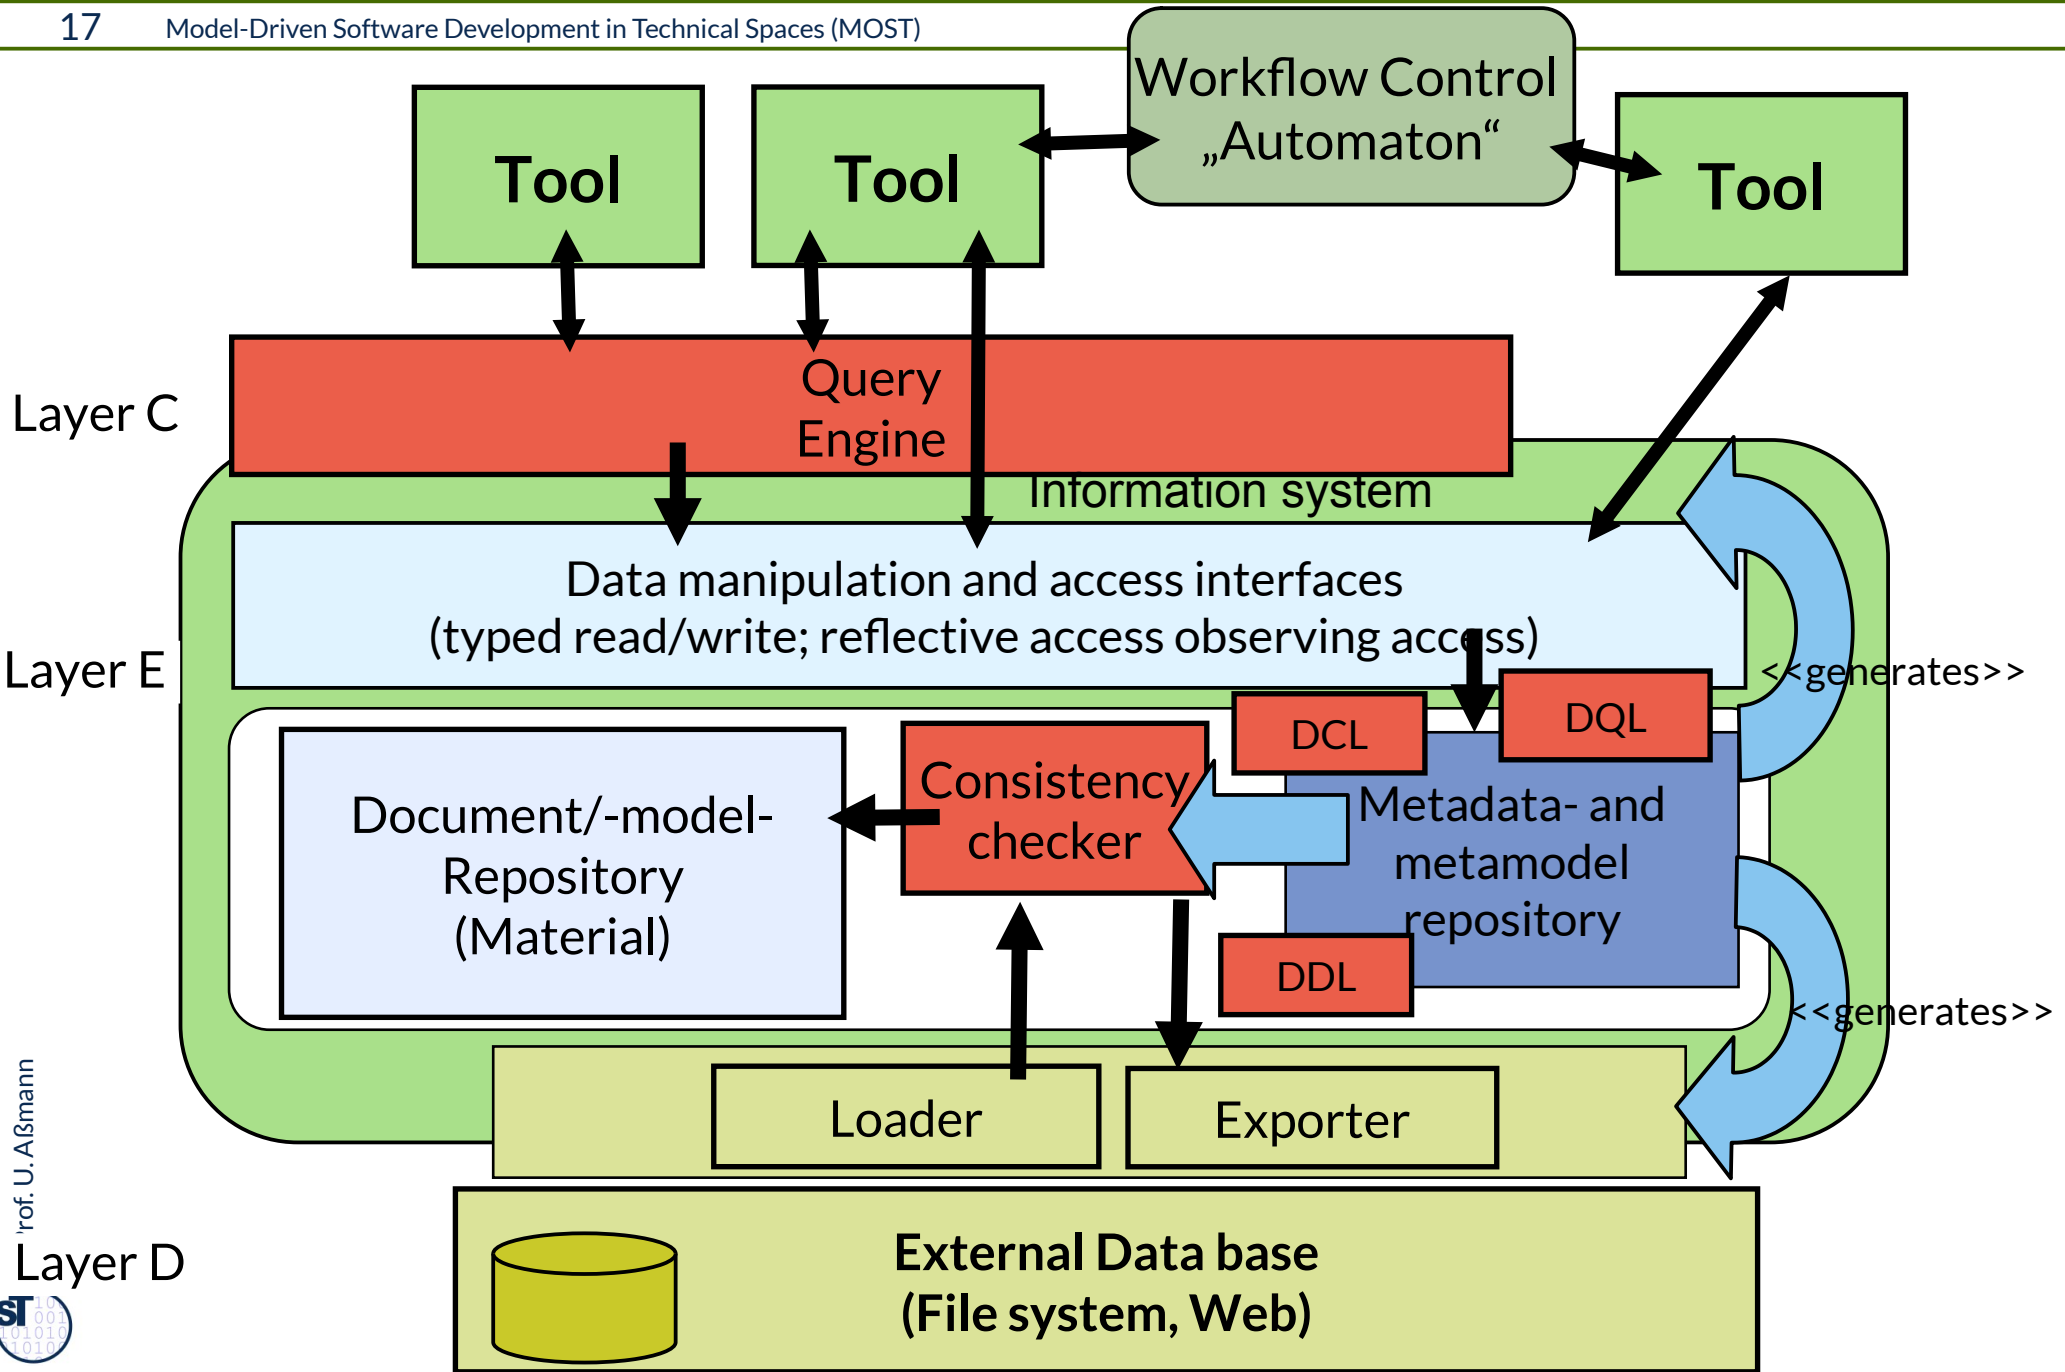 17 Model-Driven Software Development in Technical Spaces (MOST)
Workflow Control
„Automaton“
Tool
Tool
Tool
Query
Engine
Layer C
Information system
Data manipulation and access interfaces
(typed read/write; reflective access observing access)
Layer E
<<generates>>
DCL
DQL
Document/-model-
Repository
(Material)
Consistency
checker
Metadata- and
metamodel
repository
DDL
<<generates>>
Loader
Exporter
rof. U. Aßmann
Layer D
External Data base
(File system, Web)
ST